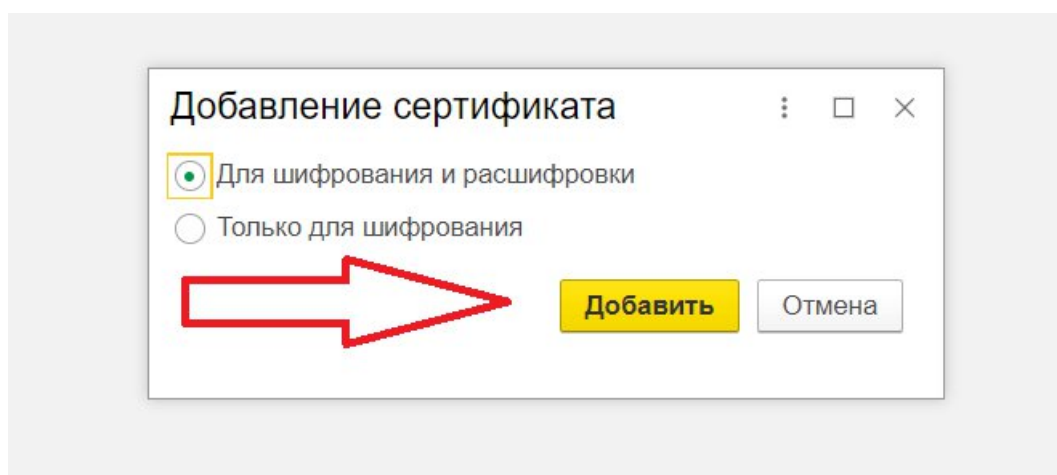 Добавление сертификата
Для шифрования и расшифровки
Только для шифрования
Добавить Отмена